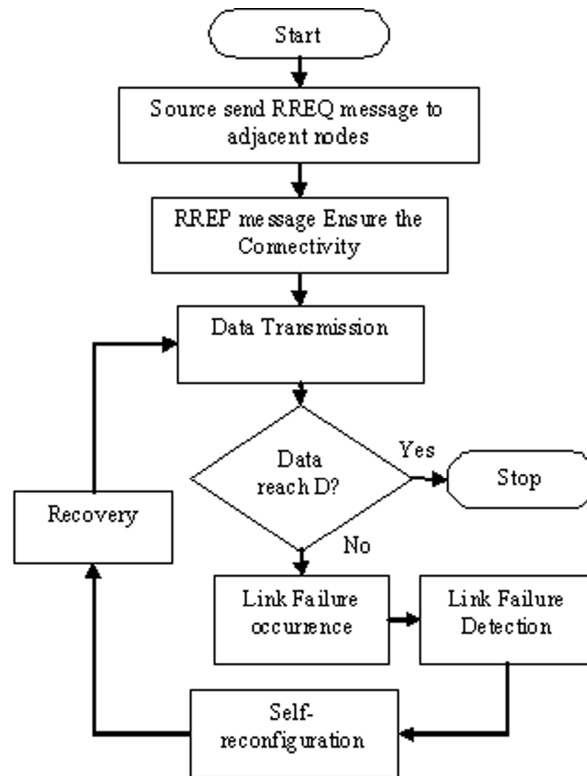 Start
Source send RREQ message to
adjacent nodes
RREP message Ensure the
Connectivity
Data Transmission
Data
reach D?
Yes
Stop
No
Recovery
Link Failure
occurrence
Link Failure
Detection
Self-
reconfiguration